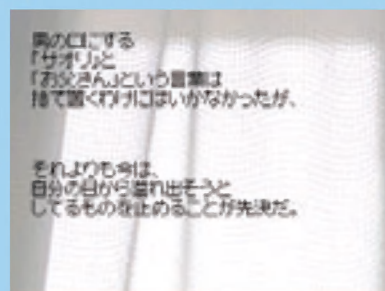 男の口にする
「サオリ」と
「お父さん」という言葉は
捨て置くわけにはいかなかったが、
それよりも今は、
自分の目から溢れ出そうと
してるものを止めることが先決だ。